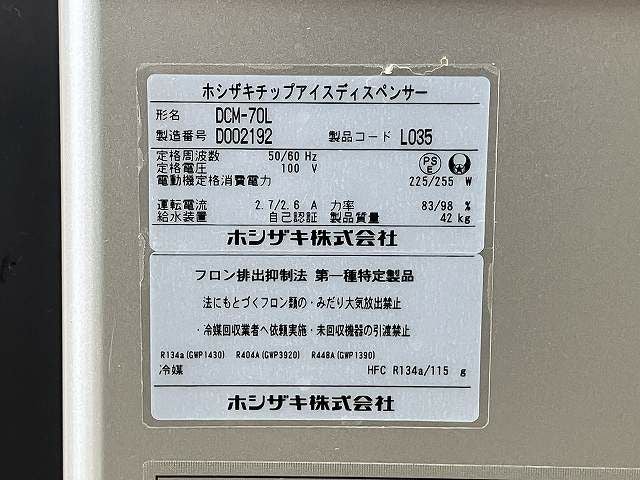 ホシザキチップアイスディスペンサー
形名 DCM-70L
製造番号 D002192 製品コード L035
定格周波数 50/60 Hz
定格電圧 100 V
PS E
電動機定格消費電力 225/255 W
運転電流 2.7/2.6 A 力率 83/98 %
給水装置 自己認証 製品質量 42 kg
ホシザキ株式会社
フロン排出抑制法 第一種特定製品
・法にもとづくフロン類の・みだり大気放出禁止
・冷媒回収業者へ依頼実施・未回収機器の引渡禁止
R134a(GWP1430) R404A(GWP3920) R448A(GWP1390)
冷媒 HFC R134a/115 g
ホシザキ株式会社